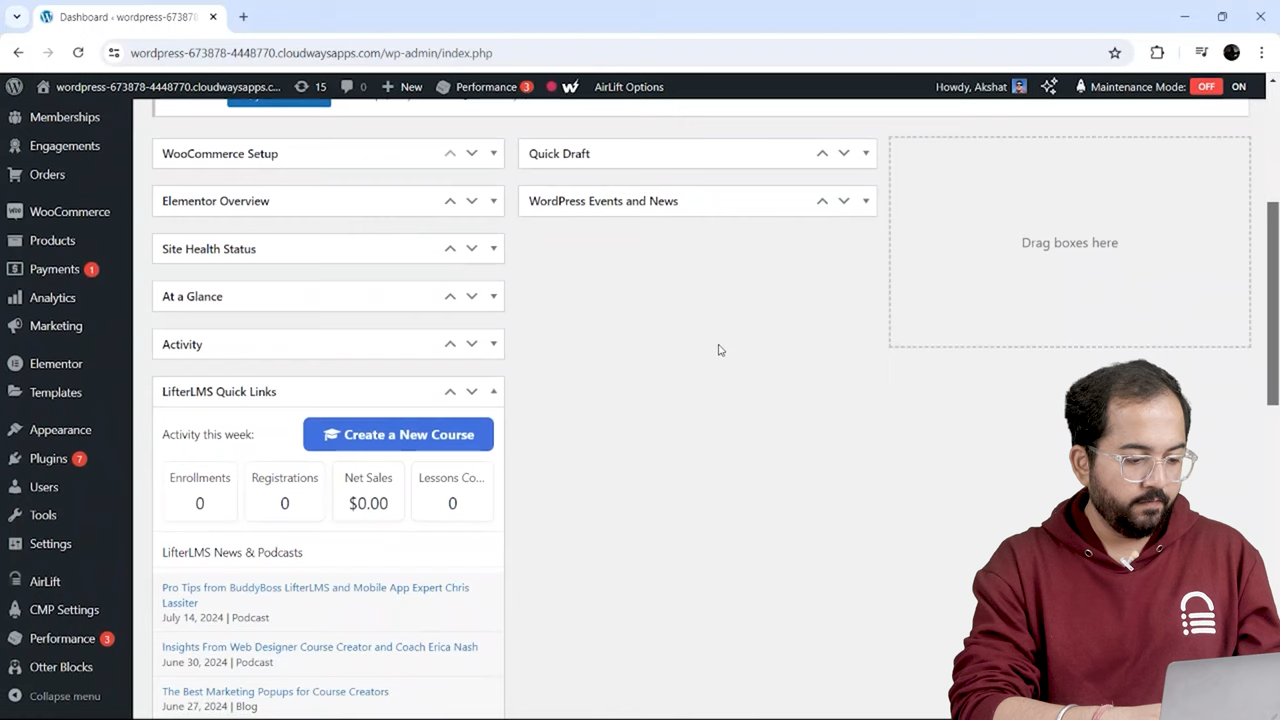 Dashboard ‹ wordpress-673878
wordpress-673878-4448770.cloudwaysapps.com/wp-admin/index.php
wordpress-673878-4448770.cloudwaysapps.c...
15
0
New
Performance 3
AirLift Options
Howdy, Akshat
Maintenance Mode: OFF ON
Memberships
Engagements
Orders
WooCommerce
Products
Payments 1
Analytics
Marketing
Elementor
Templates
Appearance
Plugins 7
Users
Tools
Settings
AirLift
CMP Settings
Performance 3
Otter Blocks
Collapse menu
WooCommerce Setup
Elementor Overview
Site Health Status
At a Glance
Activity
LifterLMS Quick Links
Activity this week:
Create a New Course
Enrollments
0
Registrations
0
Net Sales
$0.00
Lessons Co...
0
LifterLMS News & Podcasts
Pro Tips from BuddyBoss LifterLMS and Mobile App Expert Chris
Lassiter
July 14, 2024 | Podcast
Insights From Web Designer Course Creator and Coach Erica Nash
June 30, 2024 | Podcast
The Best Marketing Popups for Course Creators
June 27, 2024 | Blog
Quick Draft
WordPress Events and News
Drag boxes here